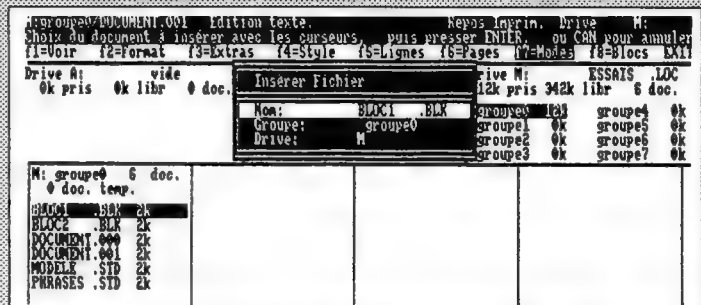 M:groupe0/DOCUMENT.001 Edition texte. Repos Imprim. Drive M:
Choix du document à insérer avec les curseurs, puis presser ENTER, ou CAN pour annuler
f1=Voir f2=Format f3=Extras f4=Style f5=Lignes f6=Pages f7=Modes f8=Blocs EXIT
Drive A: vide
0k pris 0k libr 0 doc.
Insérer Fichier
Nom: BLOC1 .BLK
Groupe: groupe0
Drive: M
Drive M: ESSAIS .LOC
12k pris 342k libr 6 doc.
groupe0 12k groupe4 0k
groupe1 0k groupe5 0k
groupe2 0k groupe6 0k
groupe3 0k groupe7 0k
M: groupe0 6 doc.
0 doc. temp.
BLOC1 .BLK 2k
BLOC2 .BLK 2k
DOCUMENT.000 2k
DOCUMENT.001 2k
MODELE .STD 2k
PHRASES .STD 2k